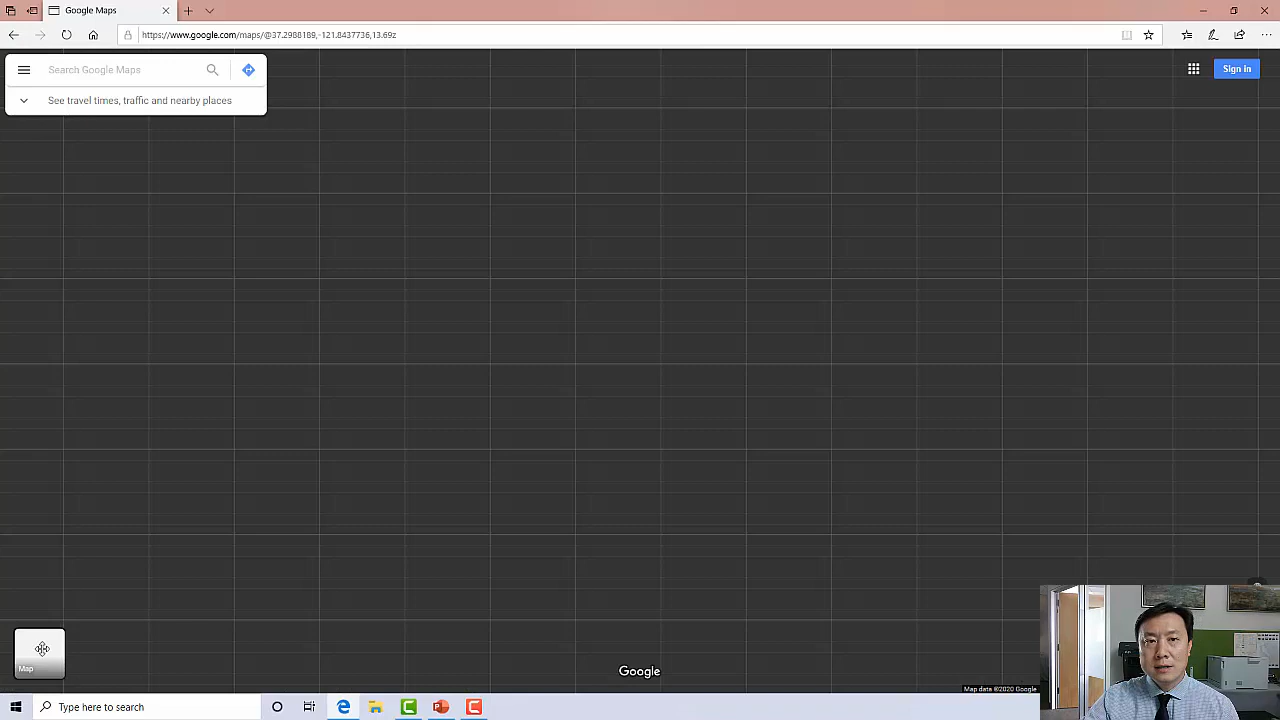 Google Maps
https://www.google.com/maps/@37.2988189,-121.8437736,13.69z
Search Google Maps
See travel times, traffic and nearby places
Sign in
Map
Google
Map data ©2020 Google
Type here to search